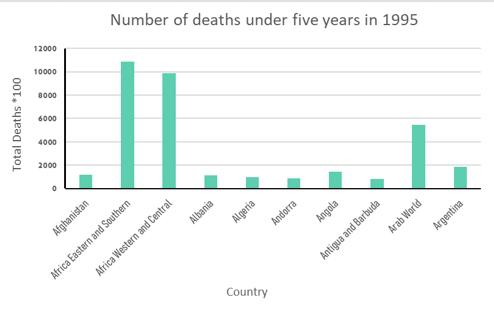 Number of deaths under five years in 1995
Total Deaths *100
12000
10000
8000
6000
4000
2000
0
Afghanistan
Africa Eastern and Southern
Africa Western and Central
Albania
Algeria
Andorra
Angola
Antigua and Barbuda
Arab World
Argentina
Country